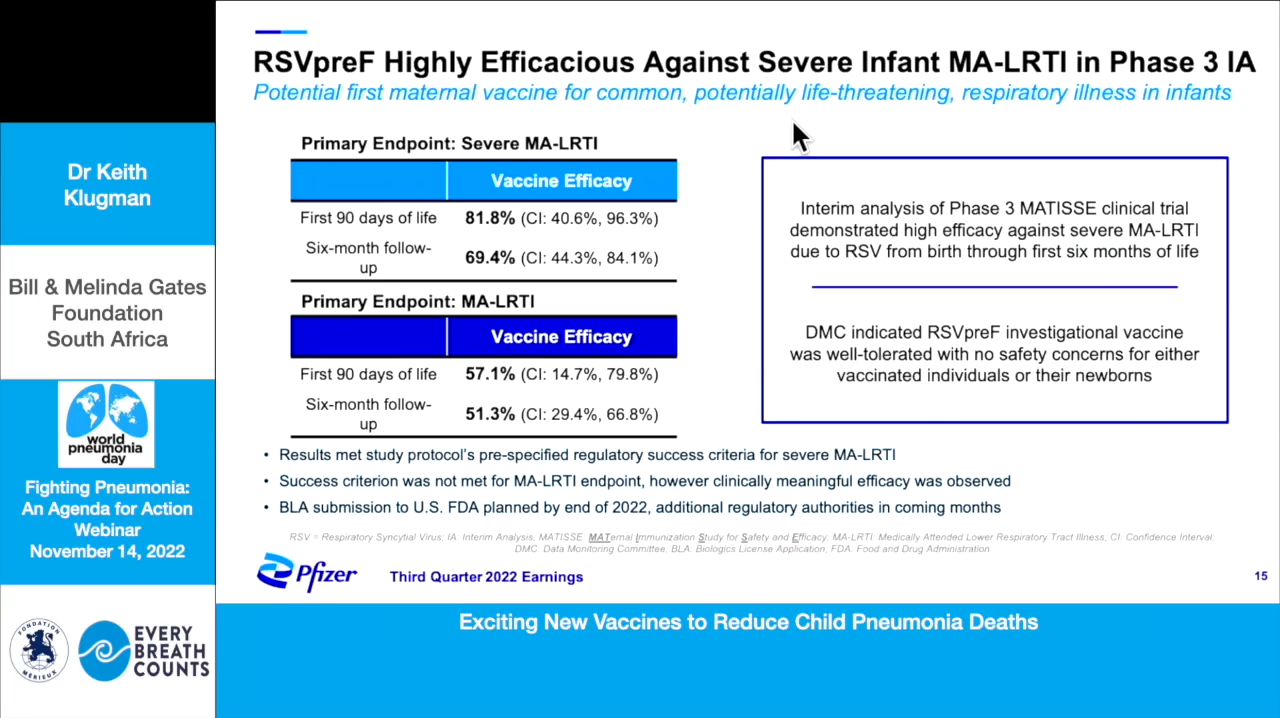 Dr Keith
Klugman
Bill & Melinda Gates
Foundation
South Africa
world
pneumonia
day
Fighting Pneumonia:
An Agenda for Action
Webinar
November 14, 2022
FONDATION
MÉRIEUX
EVERY
BREATH
COUNTS
RSVpreF Highly Efficacious Against Severe Infant MA-LRTI in Phase 3 IA
Potential first maternal vaccine for common, potentially life-threatening, respiratory illness in infants
Primary Endpoint: Severe MA-LRTI
Vaccine Efficacy
First 90 days of life 81.8% (CI: 40.6%, 96.3%)
Six-month follow-
up 69.4% (CI: 44.3%, 84.1%)
Primary Endpoint: MA-LRTI
Vaccine Efficacy
First 90 days of life 57.1% (CI: 14.7%, 79.8%)
Six-month follow-
up 51.3% (CI: 29.4%, 66.8%)
Interim analysis of Phase 3 MATISSE clinical trial
demonstrated high efficacy against severe MA-LRTI
due to RSV from birth through first six months of life
DMC indicated RSVpreF investigational vaccine
was well-tolerated with no safety concerns for either
vaccinated individuals or their newborns
• Results met study protocol's pre-specified regulatory success criteria for severe MA-LRTI
• Success criterion was not met for MA-LRTI endpoint, however clinically meaningful efficacy was observed
• BLA submission to U.S. FDA planned by end of 2022, additional regulatory authorities in coming months
RSV = Respiratory Syncytial Virus; IA: Interim Analysis, MATISSE: MATernal Immunization Study for Safety and Efficacy; MA-LRTI: Medically Attended Lower Respiratory Tract Illness, CI: Confidence Interval;
DMC: Data Monitoring Committee; BLA: Biologics License Application; FDA: Food and Drug Administration
Pfizer Third Quarter 2022 Earnings 15
Exciting New Vaccines to Reduce Child Pneumonia Deaths